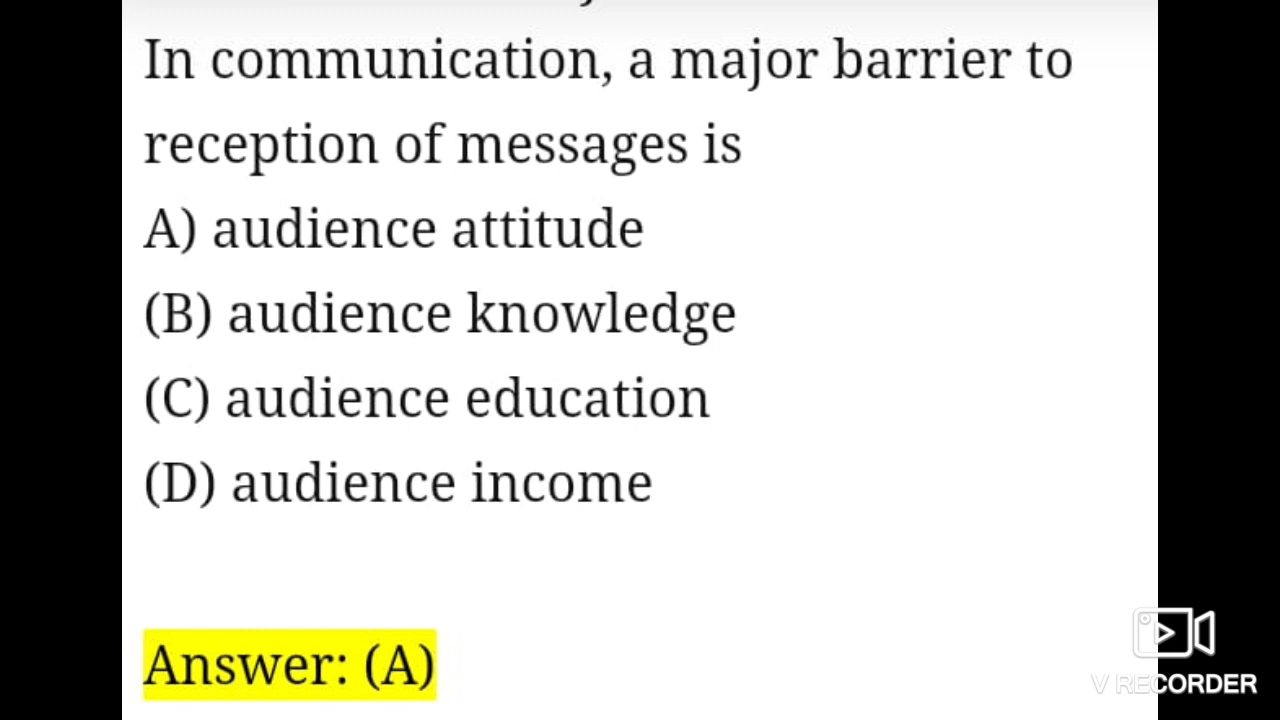 In communication, a major barrier to
reception of messages is
A) audience attitude
(B) audience knowledge
(C) audience education
(D) audience income
Answer: (A)
V RECORDER